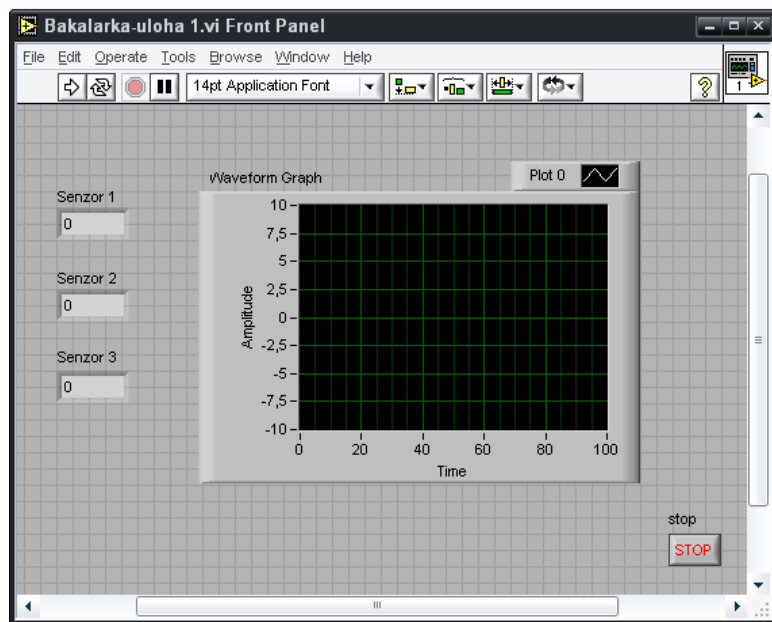 Bakalarka-uloha 1.vi Front Panel
File Edit Operate Tools Browse Window Help
14pt Application Font
? 1
Waveform Graph
Plot 0
Senzor 1
0
Senzor 2
0
Senzor 3
0
Amplitude
10
7,5
5
2,5
0
-2,5
-5
-7,5
-10
0 20 40 60 80 100
Time
stop
STOP